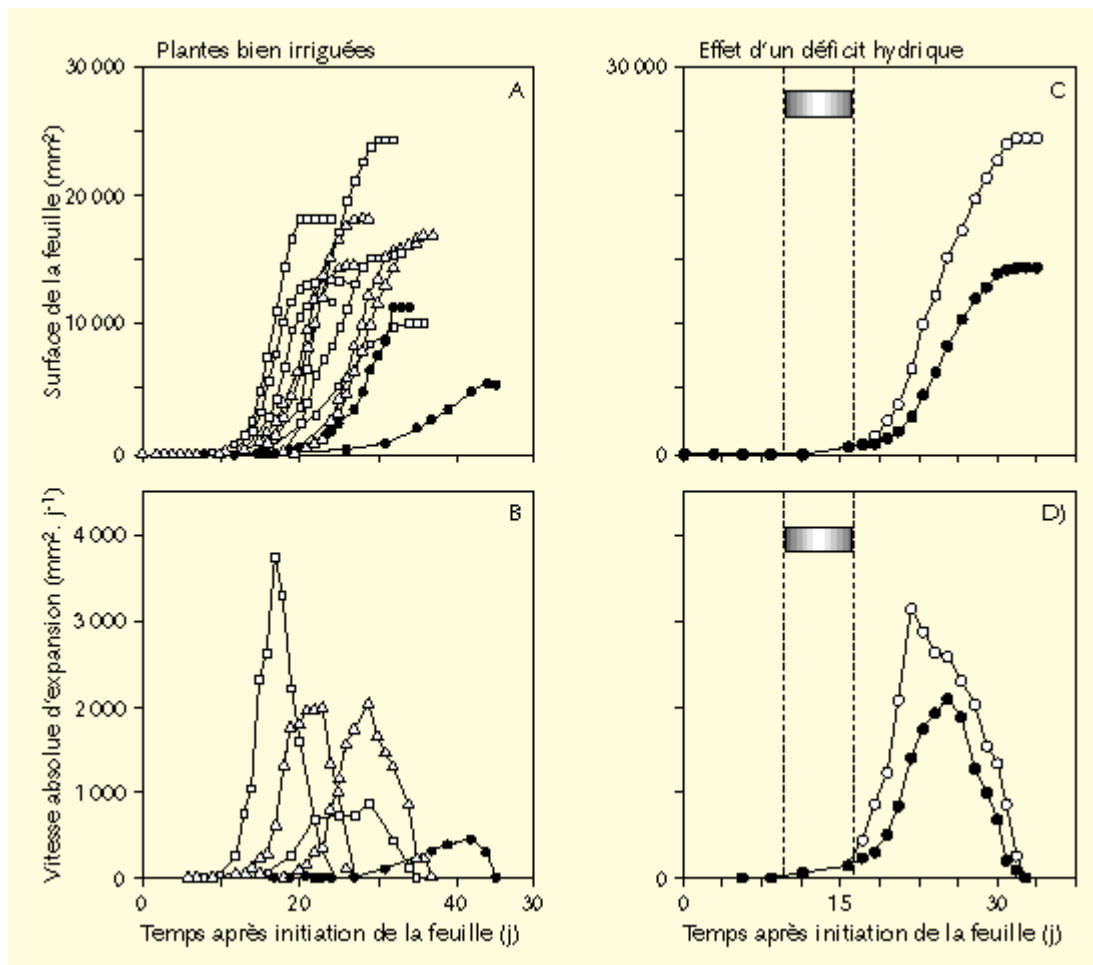 Plantes bien irriguées
Effet d'un déficit hydrique
30 000
20 000
10 000
0
A
Surface de la feuille (mm²)
30 000
0
C
4 000
3 000
2 000
1 000
0
B
Vitesse absolue d'expansion (mm². j⁻¹)
0
20
40
30
Temps après initiation de la feuille (j)
0
D)
0
15
30
Temps après initiation de la feuille (j)